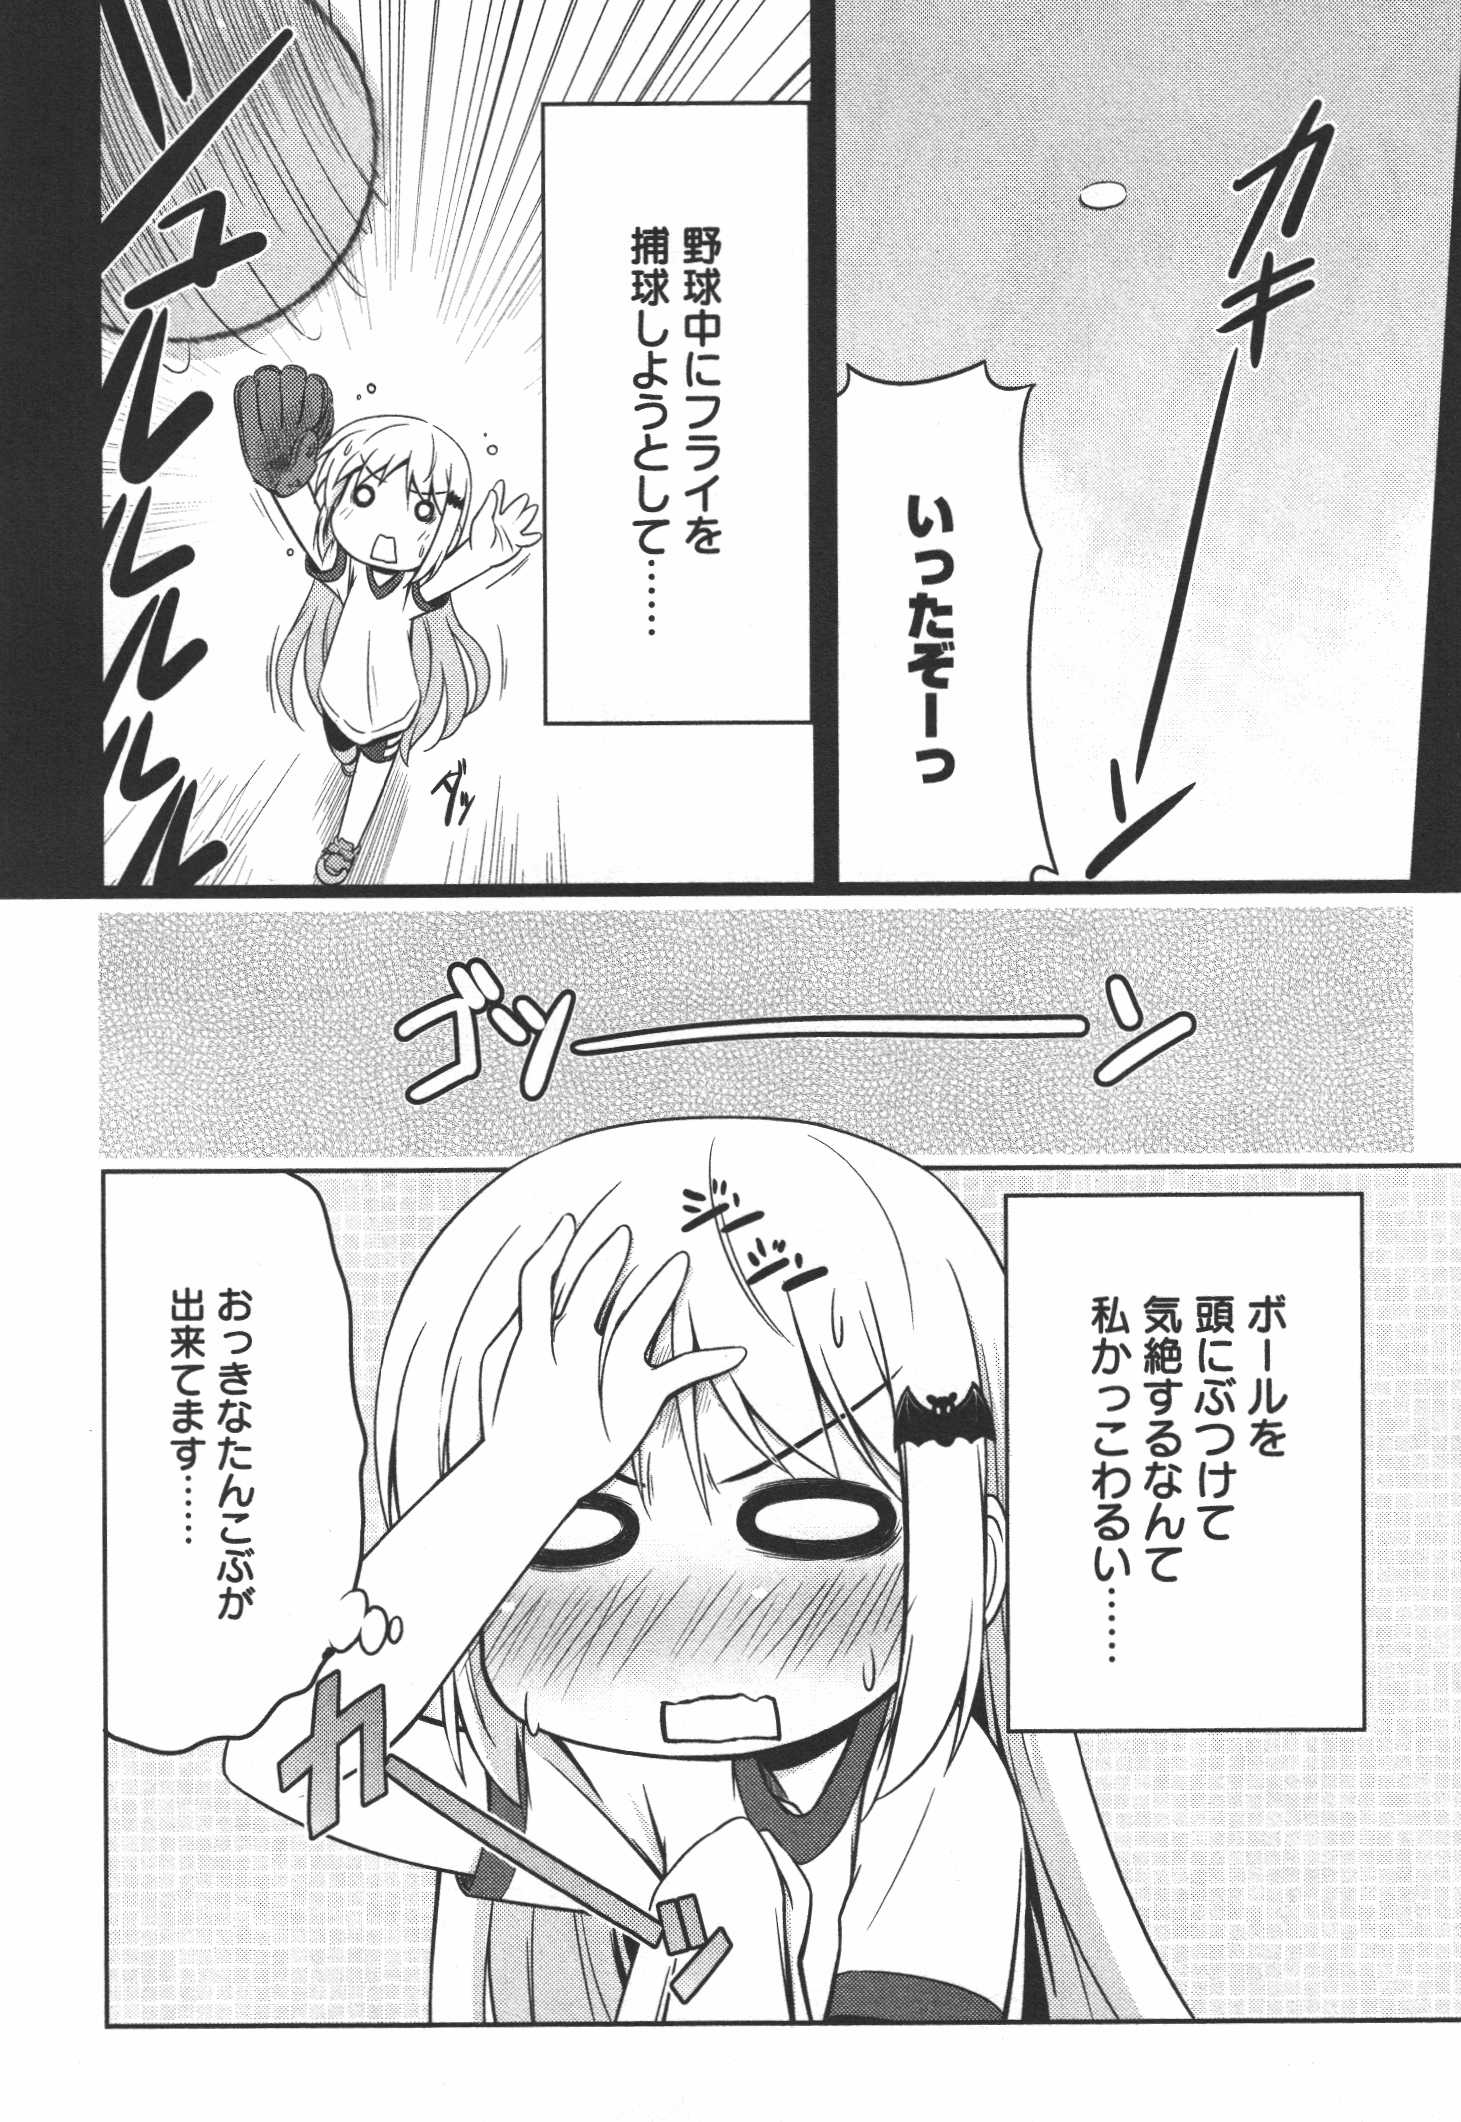 カキーン
いったぞーっ
野球中にフライを
捕球しようとして……
ギュルルルルルル
ダッ
ゴツーン
ボールを
頭にぶつけて
気絶するなんて
私かっこわるい……
ジンジン
おっきなたんこぶが
出来てます……
カ―ッ